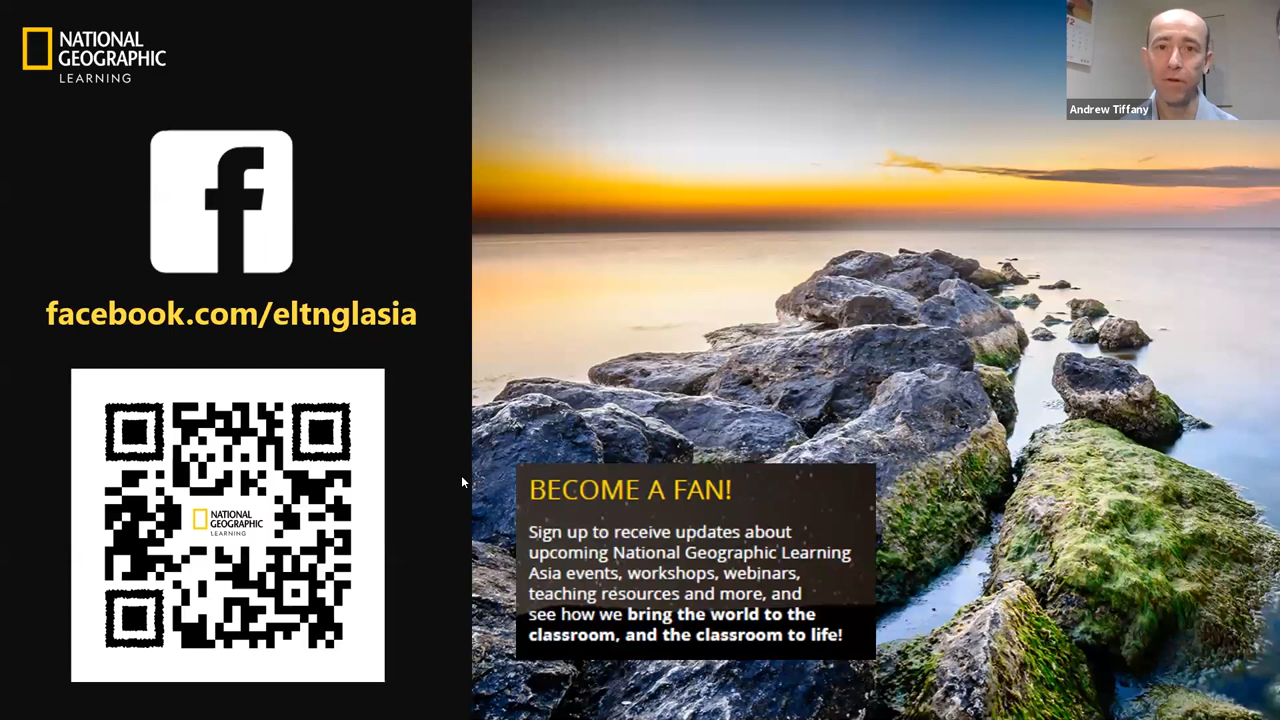 NATIONAL
GEOGRAPHIC
LEARNING
facebook.com/eltnglasia
NATIONAL
GEOGRAPHIC
LEARNING
BECOME A FAN!
Sign up to receive updates about
upcoming National Geographic Learning
Asia events, workshops, webinars,
teaching resources and more, and
see how we bring the world to the
classroom, and the classroom to life!
Andrew Tiffany